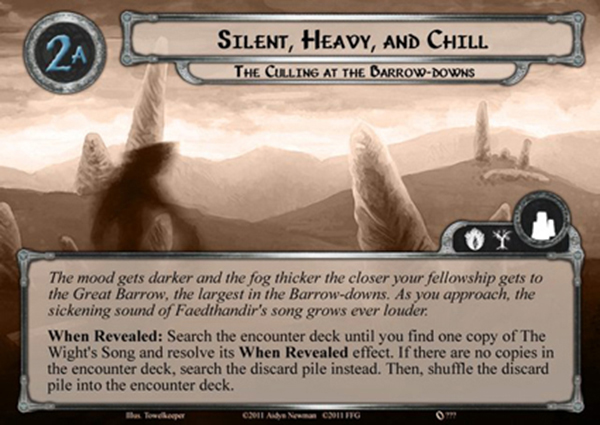 2A
SILENT, HEAVY, AND CHILL
THE CULLING AT THE BARROW-DOWNS
The mood gets darker and the fog thicker the closer your fellowship gets to
the Great Barrow, the largest in the Barrow-downs. As you approach, the
sickening sound of Faedthandir's song grows ever louder.
When Revealed: Search the encounter deck until you find one copy of The
Wight's Song and resolve its When Revealed effect. If there are no copies in
the encounter deck, search the discard pile instead. Then, shuffle the discard
pile into the encounter deck.
Illus. Towelkeeper ©2011 Aidyn Newman ©2011 FFG ???